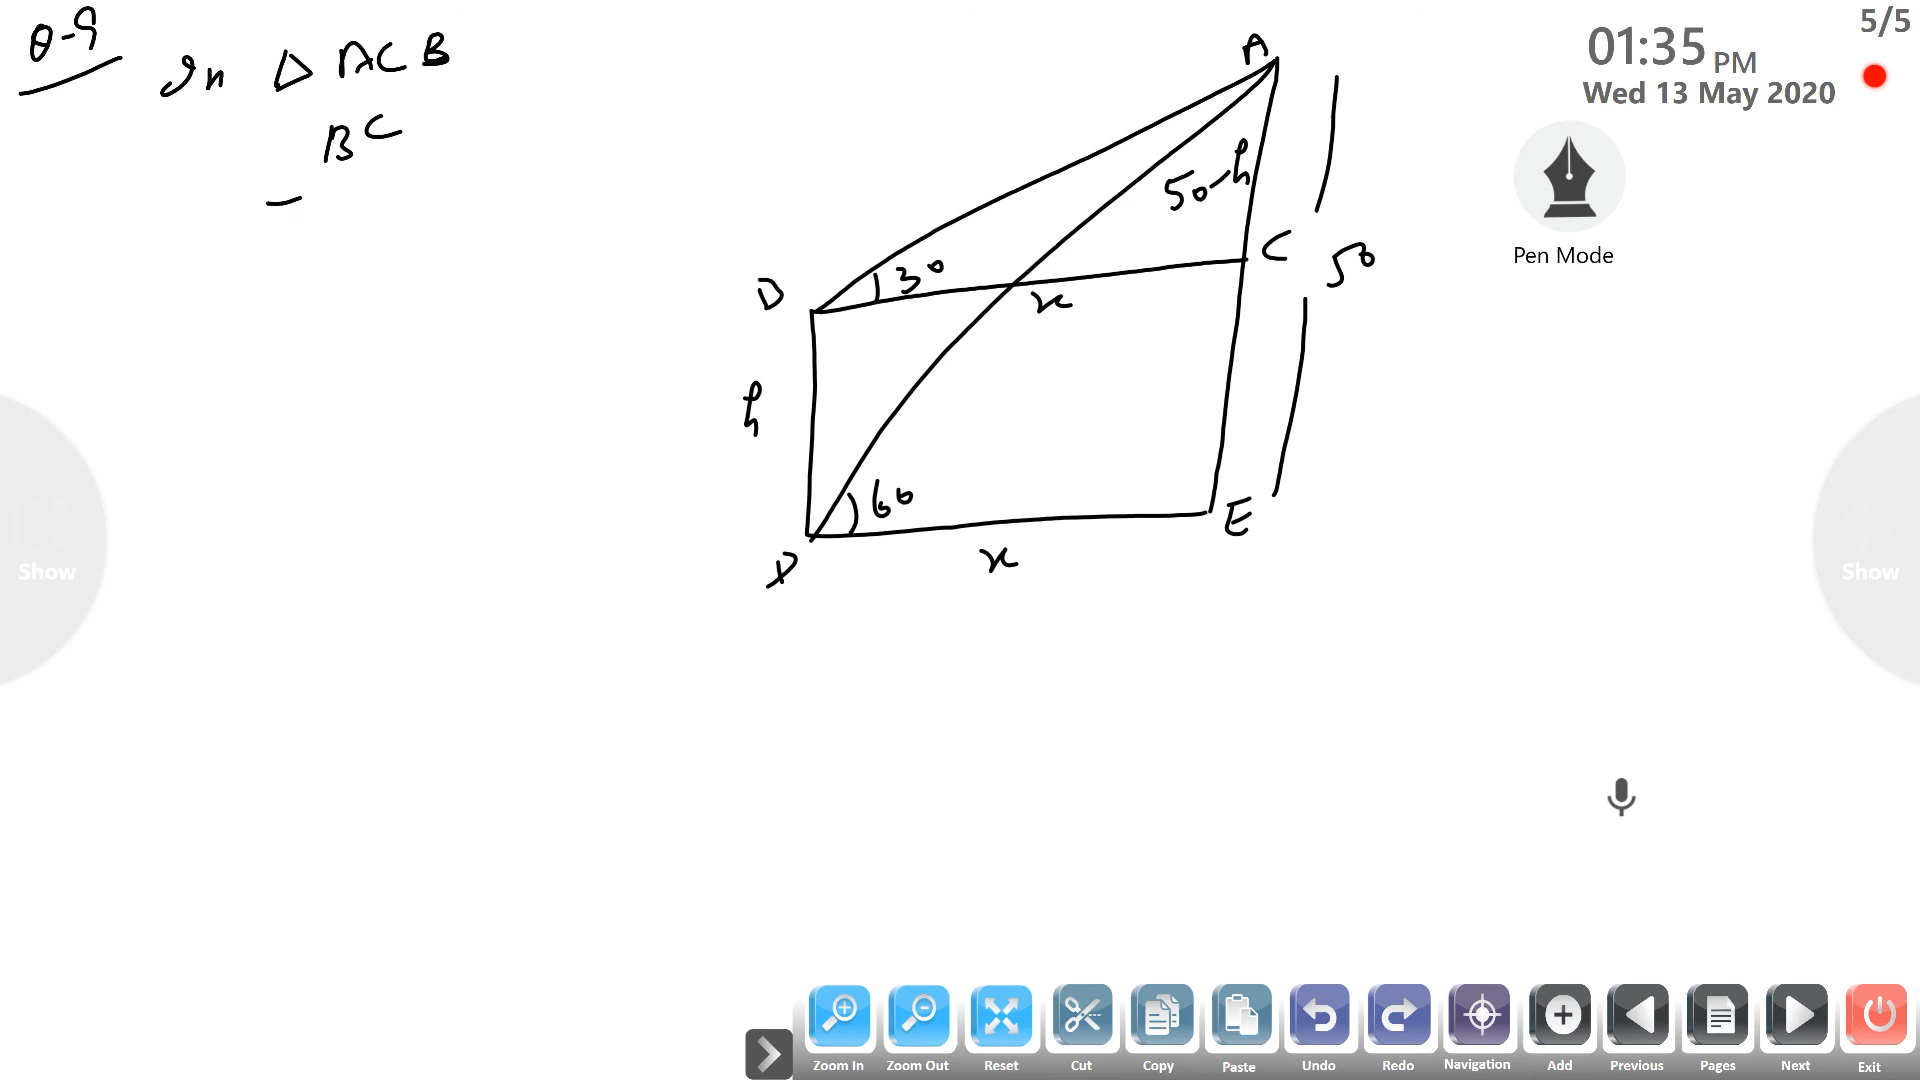 Q-9
In Δ ACB
BC
A
50-h
C
50
B
30
x
h
60
E
D
x
01:35 PM
Wed 13 May 2020
5/5
Pen Mode
Show
Show
Zoom In
Zoom Out
Reset
Cut
Copy
Paste
Undo
Redo
Navigation
Add
Previous
Pages
Next
Exit